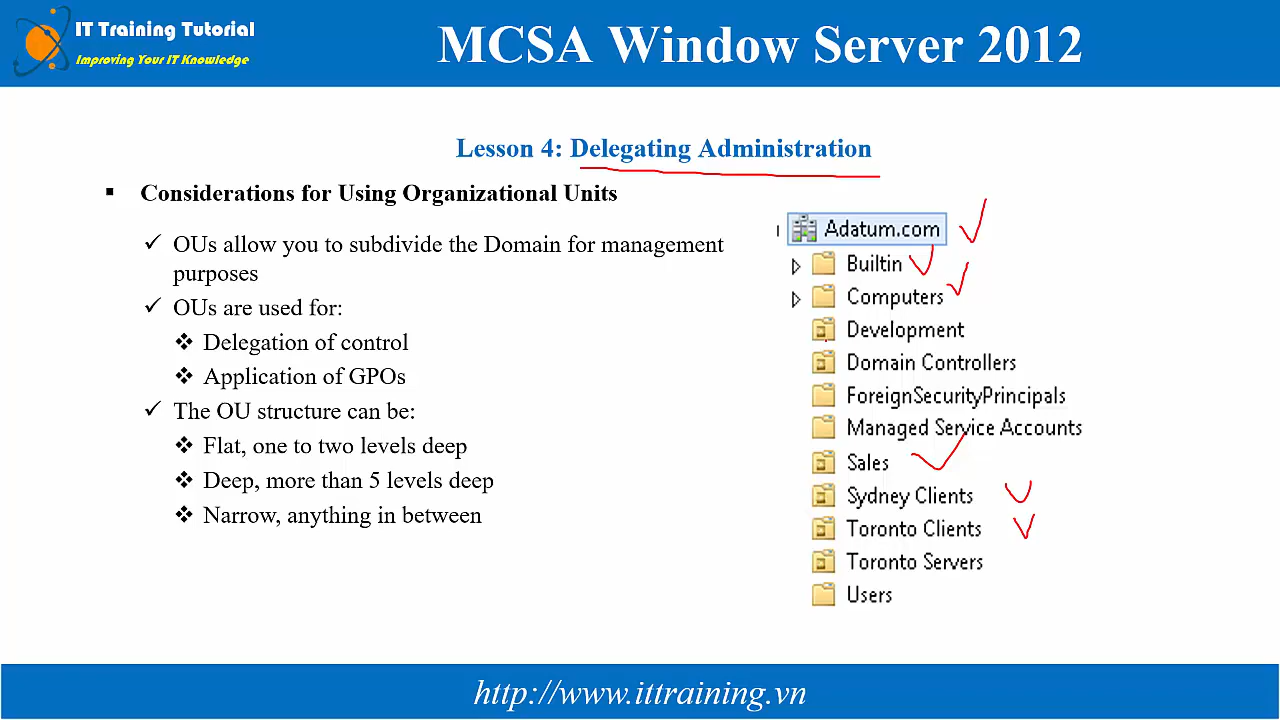 IT Training Tutorial
Improving Your IT Knowledge
MCSA Window Server 2012
Lesson 4: Delegating Administration
Considerations for Using Organizational Units
OUs allow you to subdivide the Domain for management
purposes
OUs are used for:
Delegation of control
Application of GPOs
The OU structure can be:
Flat, one to two levels deep
Deep, more than 5 levels deep
Narrow, anything in between
Adatum.com
Builtin
Computers
Development
Domain Controllers
ForeignSecurityPrincipals
Managed Service Accounts
Sales
Sydney Clients
Toronto Clients
Toronto Servers
Users
http://www.ittraining.vn